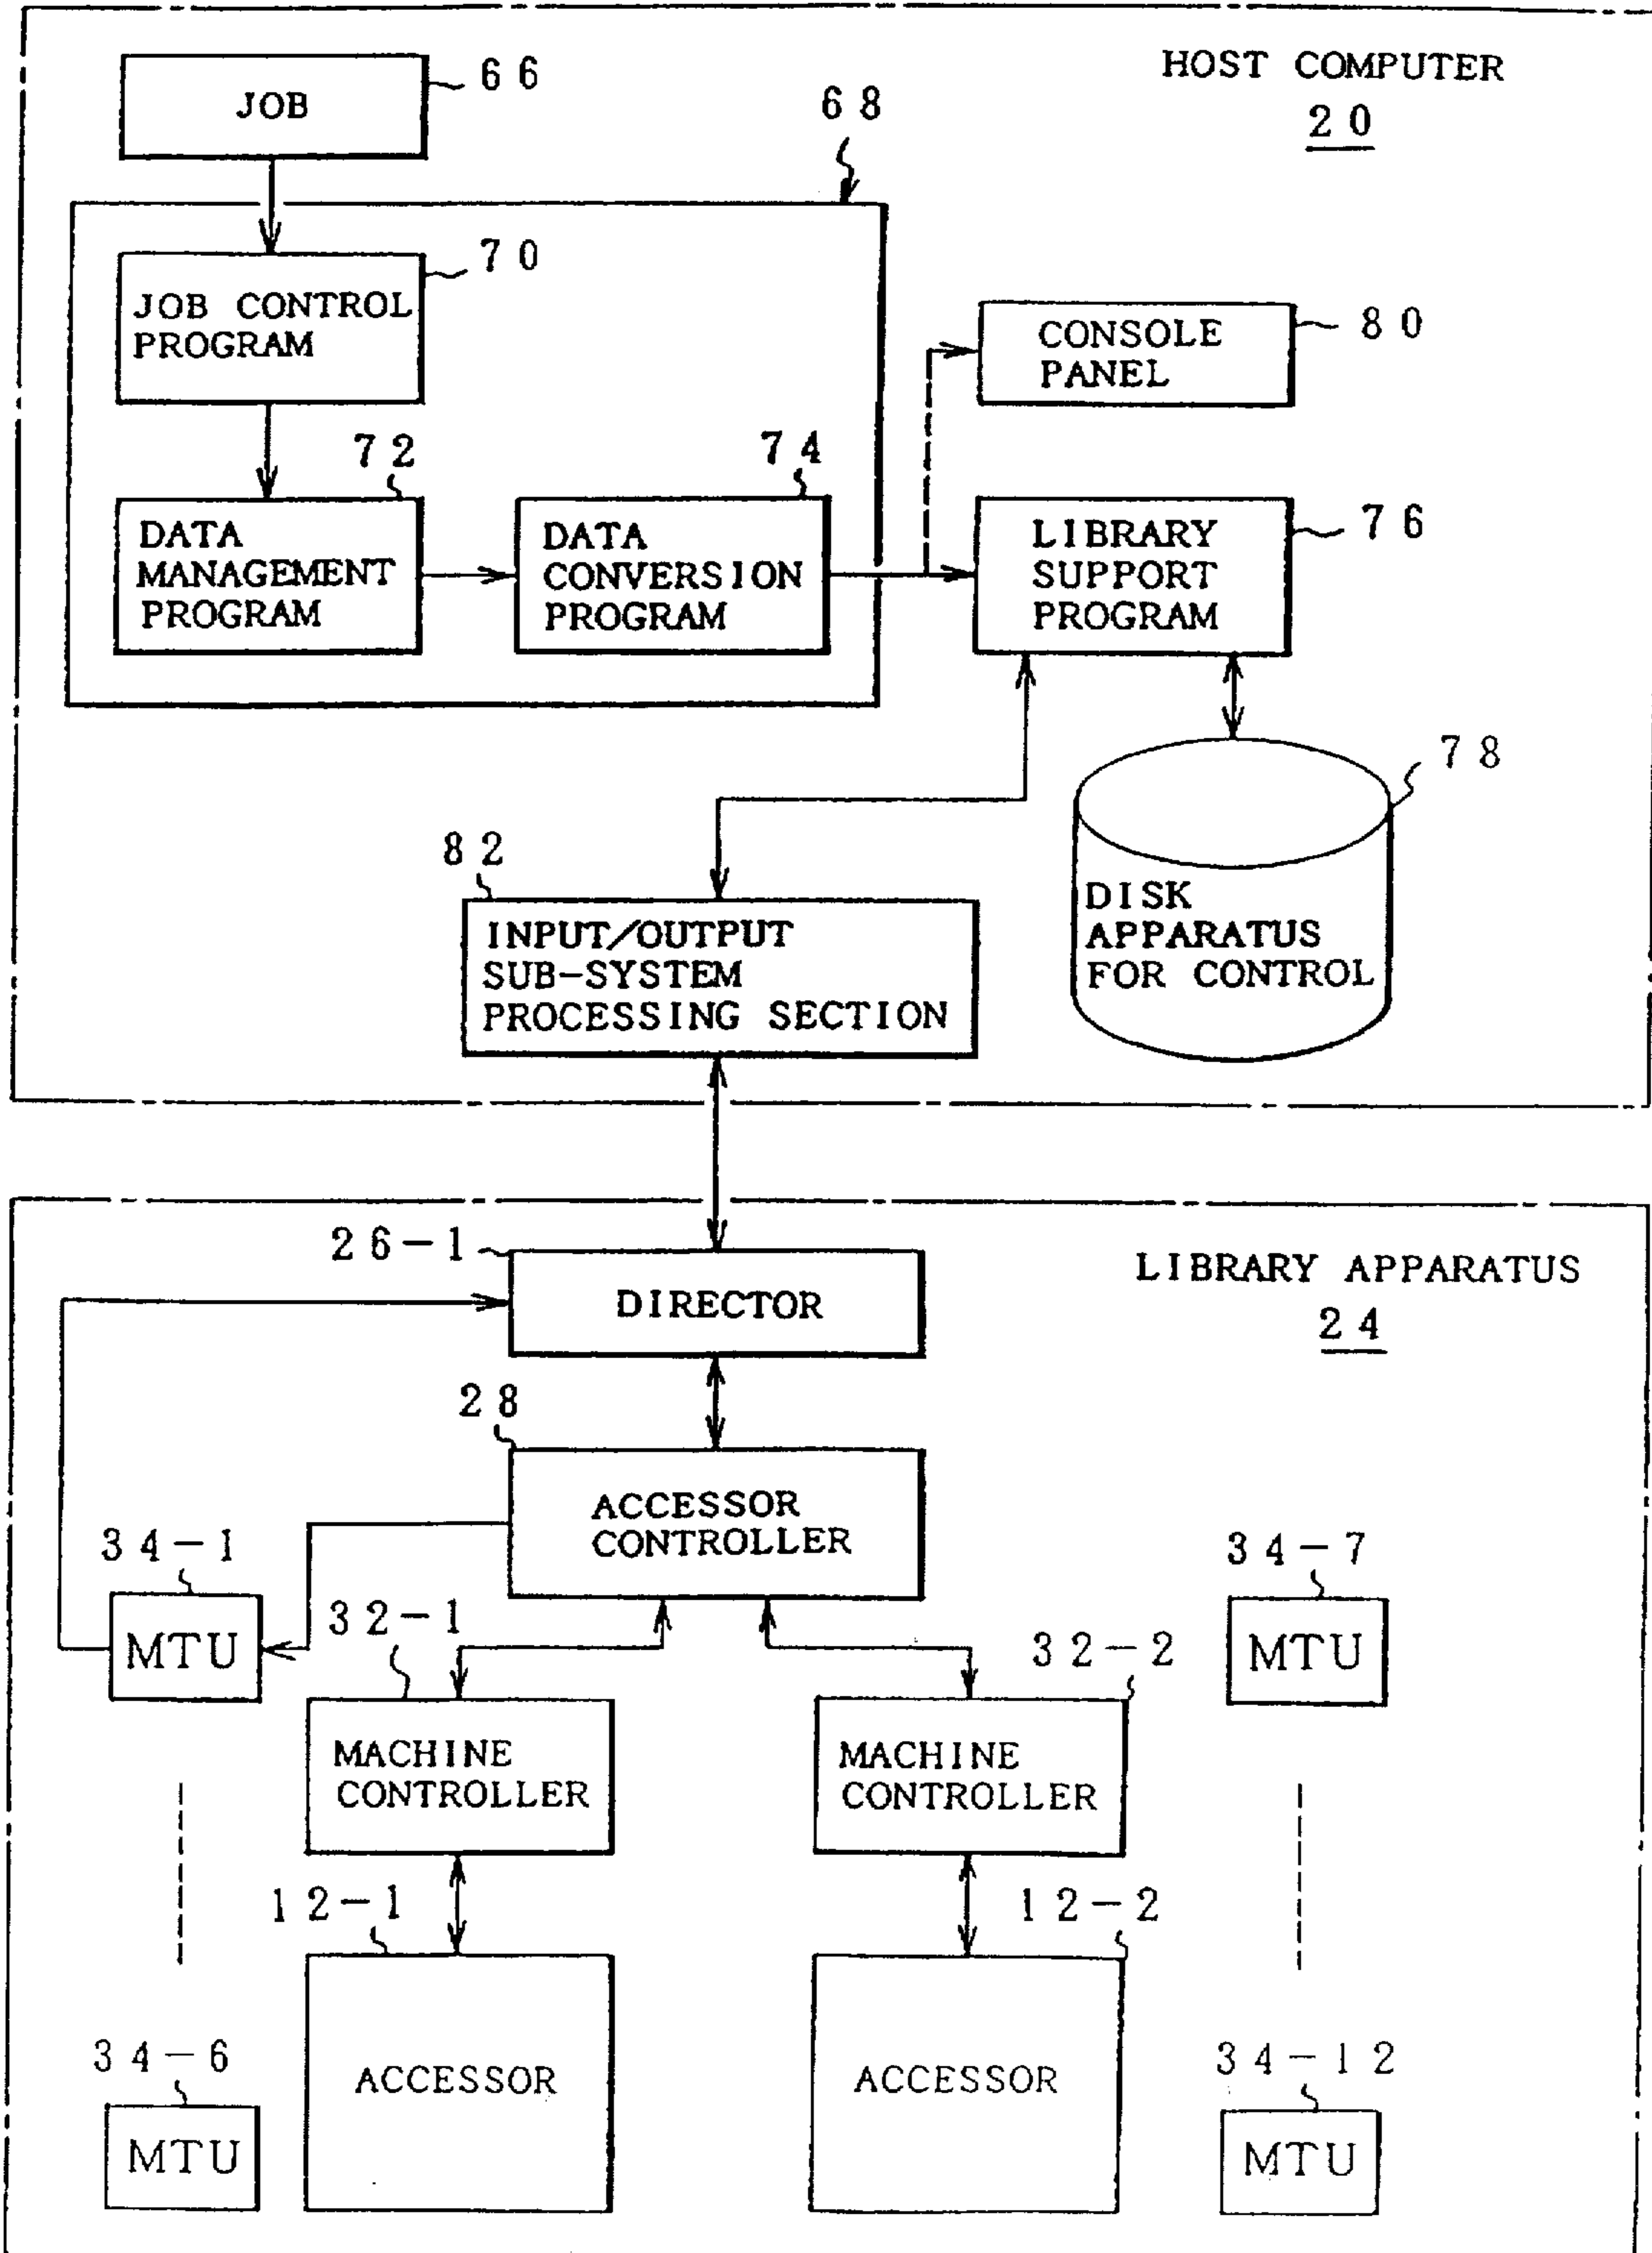 HOST COMPUTER
20
66
JOB
68
70
JOB CONTROL
PROGRAM
80
CONSOLE
PANEL
72
DATA
MANAGEMENT
PROGRAM
74
DATA
CONVERSION
PROGRAM
76
LIBRARY
SUPPORT
PROGRAM
78
DISK
APPARATUS
FOR CONTROL
82
INPUT/OUTPUT
SUB-SYSTEM
PROCESSING SECTION
LIBRARY APPARATUS
24
26-1
DIRECTOR
28
ACCESSOR
CONTROLLER
34-1
MTU
34-7
MTU
32-1
MACHINE
CONTROLLER
32-2
MACHINE
CONTROLLER
12-1
ACCESSOR
12-2
ACCESSOR
34-6
MTU
34-12
MTU